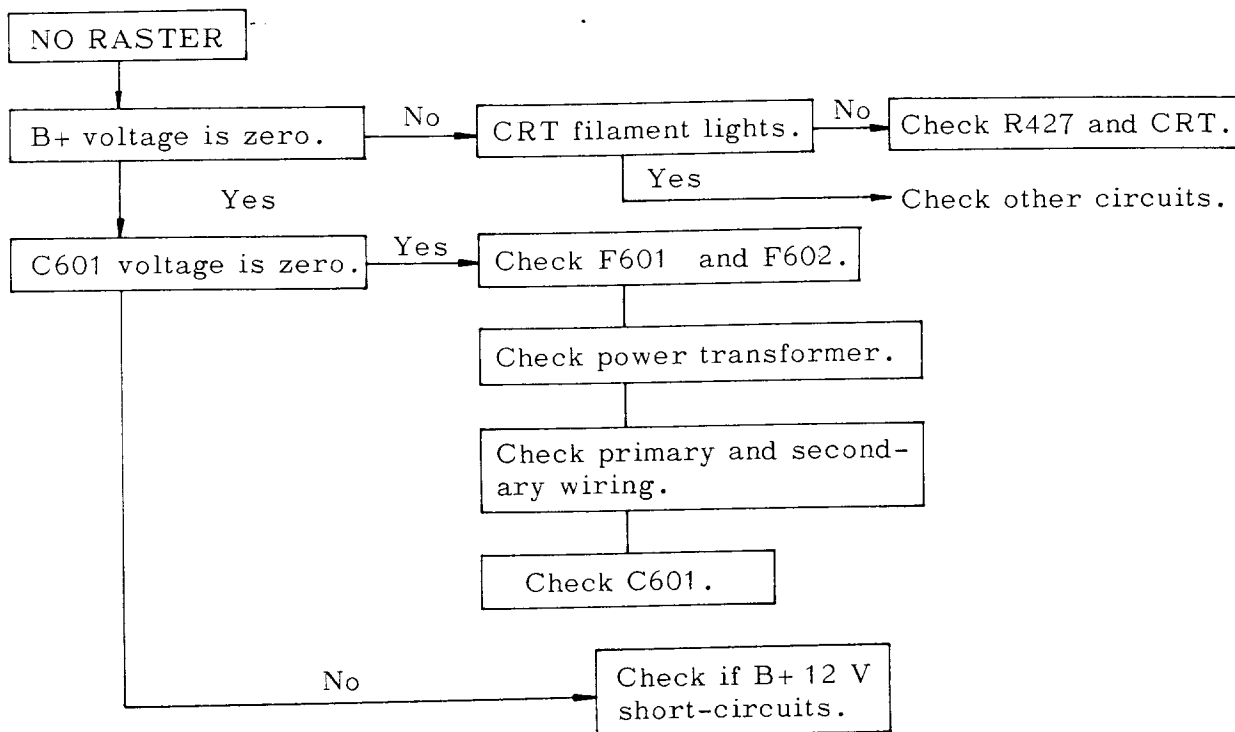 NO RASTER
B+ voltage is zero.
No
CRT filament lights.
No
Check R427 and CRT.
Yes
Check other circuits.
Yes
C601 voltage is zero.
Yes
Check F601 and F602.
Check power transformer.
Check primary and second-
ary wiring.
Check C601.
No
Check if B+ 12 V
short-circuits.